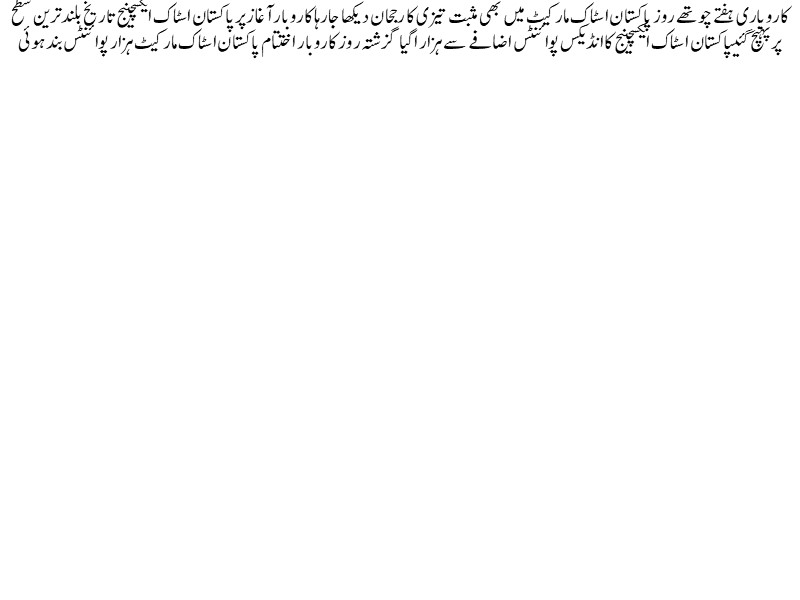 کاروباری ہفتے چوتھے روز پاکستان اسٹاک مارکیٹ میں بھی مثبت تیزی کا رجحان دیکھا جارہا کاروبار آغاز پر پاکستان اسٹاک ایکسچینج تاریخ بلند ترین سطح
پر پہنچ گئیپاکستان اسٹاک ایکسچینج کاانڈیکس پوائنٹس اضافے سے ہزار اگیا گزشتہ روز کاروبار اختتام پاکستان اسٹاک مارکیٹ ہزار پوائنٹس بند ہوئی